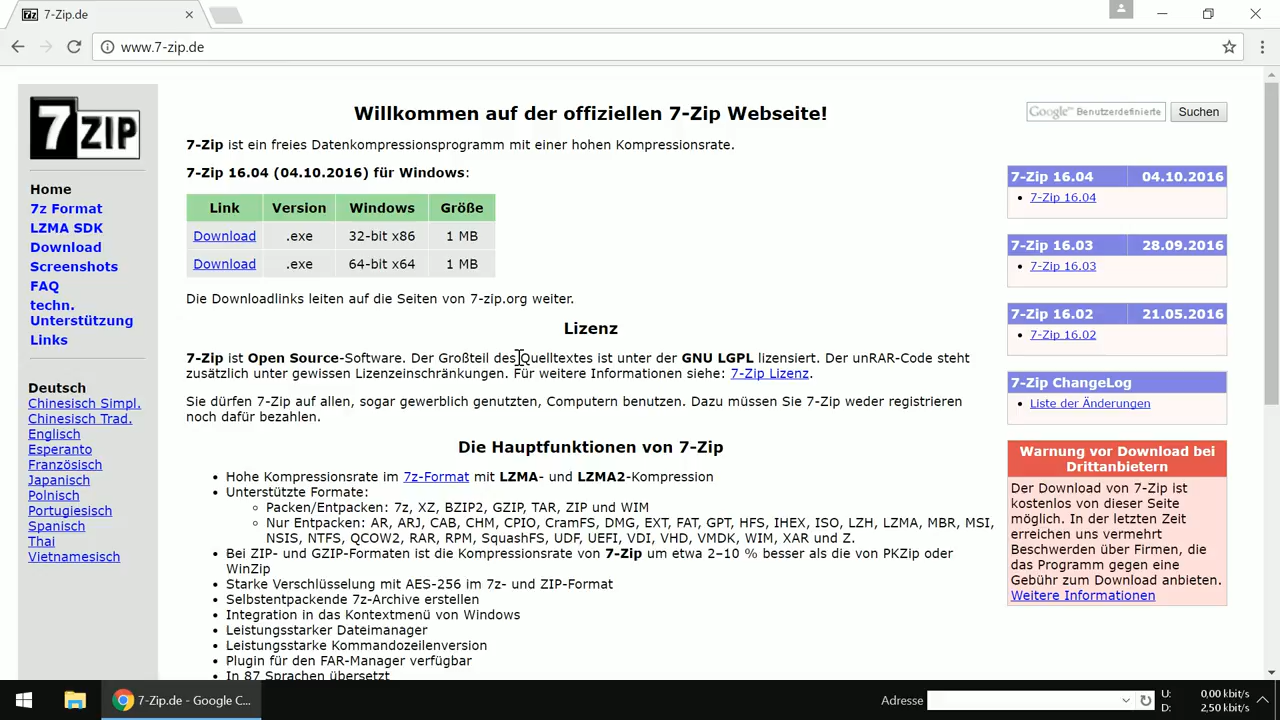 7-Zip.de
www.7-zip.de
7 ZIP
Home
7z Format
LZMA SDK
Download
Screenshots
FAQ
techn.
Unterstützung
Links
Deutsch
Chinesisch Simpl.
Chinesisch Trad.
Englisch
Esperanto
Französisch
Japanisch
Polnisch
Portugiesisch
Spanisch
Thai
Vietnamesisch
Willkommen auf der offiziellen 7-Zip Webseite!
7-Zip ist ein freies Datenkompressionsprogramm mit einer hohen Kompressionsrate.
7-Zip 16.04 (04.10.2016) für Windows:
Link Version Windows Größe
Download .exe 32-bit x86 1 MB
Download .exe 64-bit x64 1 MB
Die Downloadlinks leiten auf die Seiten von 7-zip.org weiter.
Lizenz
7-Zip ist Open Source-Software. Der Großteil des Quelltextes ist unter der GNU LGPL lizensiert. Der unRAR-Code steht
zusätzlich unter gewissen Lizenzeinschränkungen. Für weitere Informationen siehe: 7-Zip Lizenz.
Sie dürfen 7-Zip auf allen, sogar gewerblich genutzten, Computern benutzen. Dazu müssen Sie 7-Zip weder registrieren
noch dafür bezahlen.
Die Hauptfunktionen von 7-Zip
Hohe Kompressionsrate im 7z-Format mit LZMA- und LZMA2-Kompression
Unterstützte Formate:
Packen/Entpacken: 7z, XZ, BZIP2, GZIP, TAR, ZIP und WIM
Nur Entpacken: AR, ARJ, CAB, CHM, CPIO, CramFS, DMG, EXT, FAT, GPT, HFS, IHEX, ISO, LZH, LZMA, MBR, MSI,
NSIS, NTFS, QCOW2, RAR, RPM, SquashFS, UDF, UEFI, VDI, VHD, VMDK, WIM, XAR und Z.
Bei ZIP- und GZIP-Formaten ist die Kompressionsrate von 7-Zip um etwa 2–10 % besser als die von PKZip oder
WinZip
Starke Verschlüsselung mit AES-256 im 7z- und ZIP-Format
Selbstentpackende 7z-Archive erstellen
Integration in das Kontextmenü von Windows
Leistungsstarker Dateimanager
Leistungsstarke Kommandozeilenversion
Plugin für den FAR-Manager verfügbar
In 87 Sprachen übersetzt
Google Benutzerdefinierte Suchen
7-Zip 16.04 04.10.2016
7-Zip 16.04
7-Zip 16.03 28.09.2016
7-Zip 16.03
7-Zip 16.02 21.05.2016
7-Zip 16.02
7-Zip ChangeLog
Liste der Änderungen
Warnung vor Download bei
Drittanbietern
Der Download von 7-Zip ist
kostenlos von dieser Seite
möglich. In der letzten Zeit
erreichen uns vermehrt
Beschwerden über Firmen, die
das Programm gegen eine
Gebühr zum Download anbieten.
Weitere Informationen
7-Zip.de - Google C...
Adresse
U: 0,00 kbit/s
D: 2,50 kbit/s